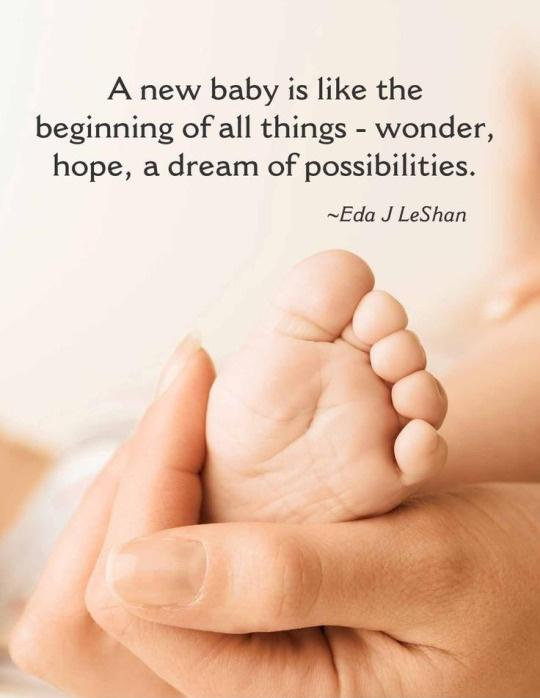 A new baby is like the
beginning of all things - wonder,
hope, a dream of possibilities.
~Eda J LeShan